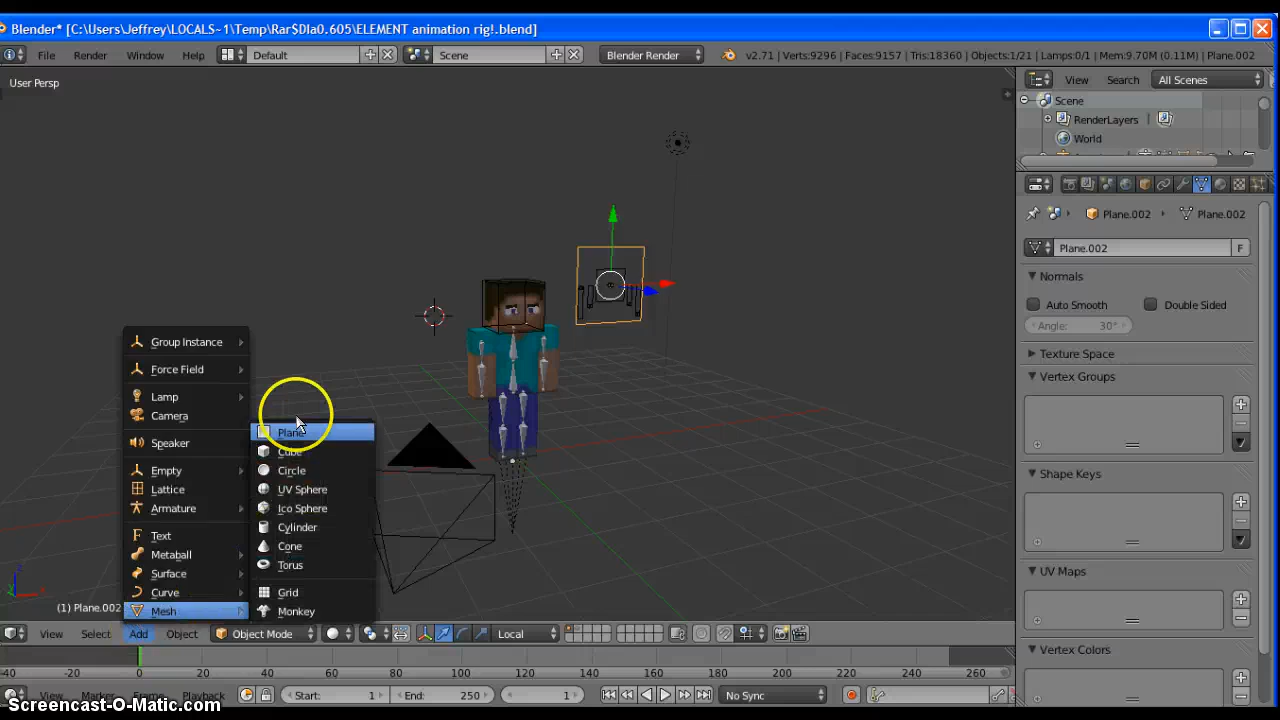 Blender* [C:\Users\Jeffrey\LOCALS~1\Temp\Rar$DIa0.605\ELEMENT animation rig!.blend]
File Render Window Help Default Scene Blender Render v2.71 | Verts:9296 | Faces:9157 | Tris:18360 | Objects:1/21 | Lamps:0/1 | Mem:9.70M (0.11M) | Plane.002
User Persp
View Search All Scenes
Scene
RenderLayers
World
Plane.002 Plane.002
Plane.002 F
Normals
Auto Smooth Double Sided
Angle: 30°
Texture Space
Vertex Groups
Shape Keys
UV Maps
Vertex Colors
Group Instance
Force Field
Lamp
Camera
Speaker
Empty
Lattice
Armature
Text
Metaball
Surface
Curve
Mesh
Plane
Cube
Circle
UV Sphere
Ico Sphere
Cylinder
Cone
Torus
Grid
Monkey
(1) Plane.002
View Select Add Object Object Mode Local
-40 -20 0 20 40 60 80 100 120 140 160 180 200 220 240 260
View Marker Frame Playback Start: 1 End: 250 1 No Sync
Screencast-O-Matic.com